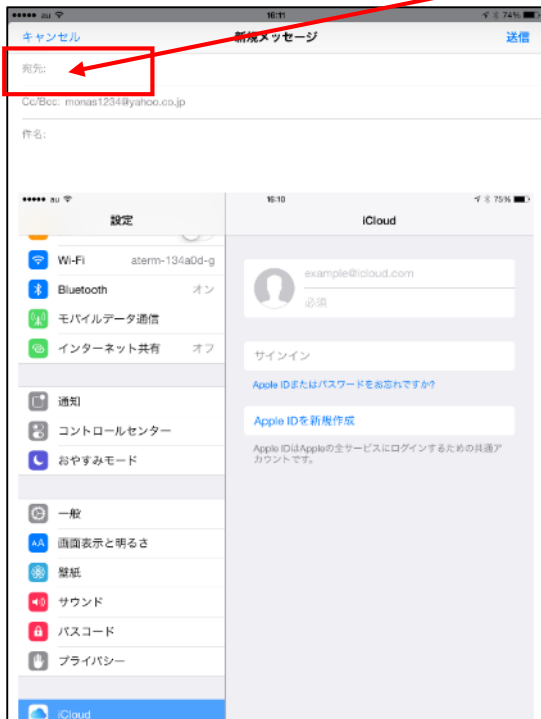 au 16:11 74%
キャンセル 新規メッセージ 送信
宛先:
Cc/Bcc: monas1234@yahoo.co.jp
件名:
au 16:10 75%
設定
Wi-Fi aterm-134a0d-g
Bluetooth オン
モバイルデータ通信
インターネット共有 オフ
通知
コントロールセンター
おやすみモード
一般
AA 画面表示と明るさ
壁紙
サウンド
パスコード
プライバシー
iCloud
iCloud
example@icloud.com
必須
サインイン
Apple IDまたはパスワードをお忘れですか?
Apple IDを新規作成
Apple IDはAppleの全サービスにログインするための共通ア
カウントです。